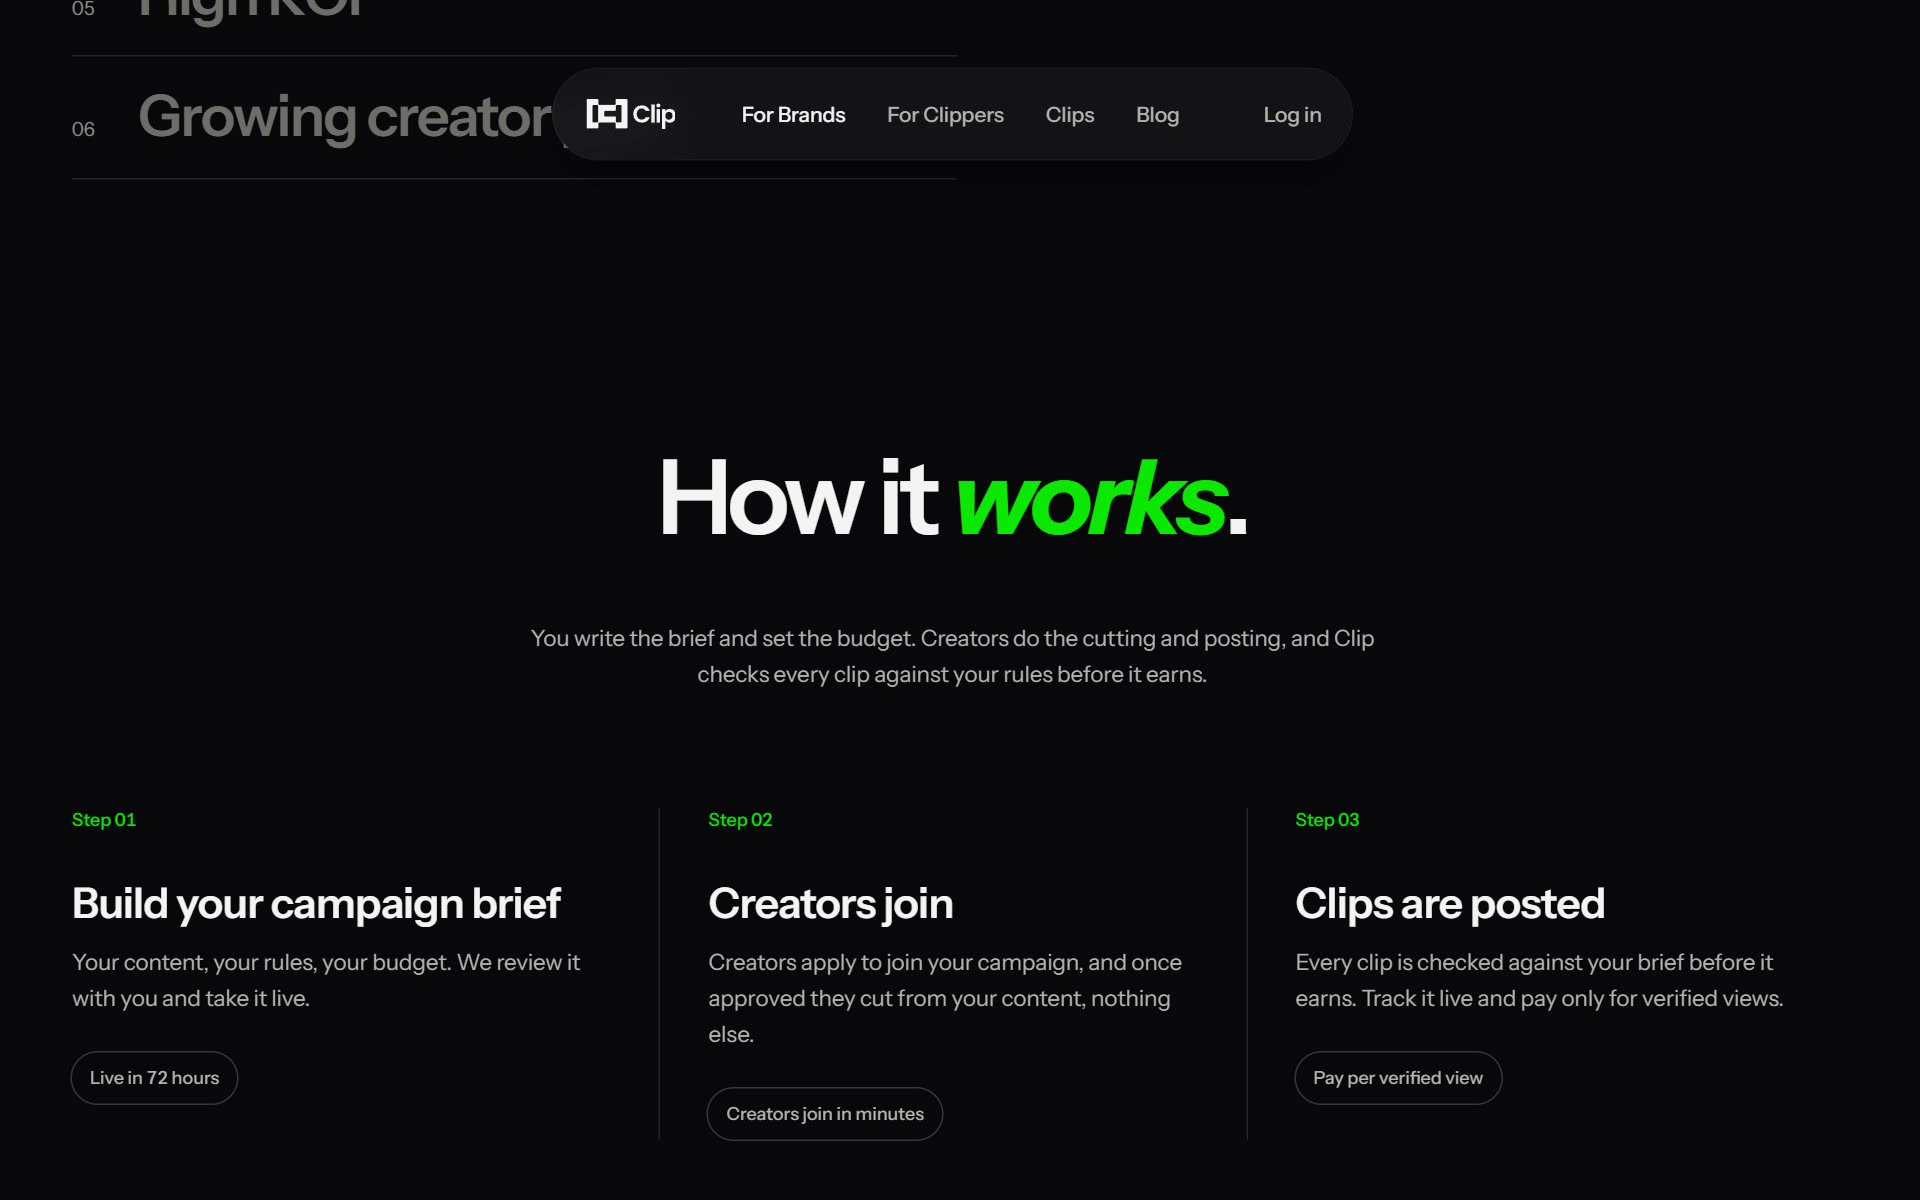 05 High ROI
06 Growing creator
Clip
For Brands
For Clippers
Clips
Blog
Log in
How it works.
You write the brief and set the budget. Creators do the cutting and posting, and Clip
checks every clip against your rules before it earns.
Step 01
Build your campaign brief
Your content, your rules, your budget. We review it
with you and take it live.
Live in 72 hours
Step 02
Creators join
Creators apply to join your campaign, and once
approved they cut from your content, nothing
else.
Creators join in minutes
Step 03
Clips are posted
Every clip is checked against your brief before it
earns. Track it live and pay only for verified views.
Pay per verified view